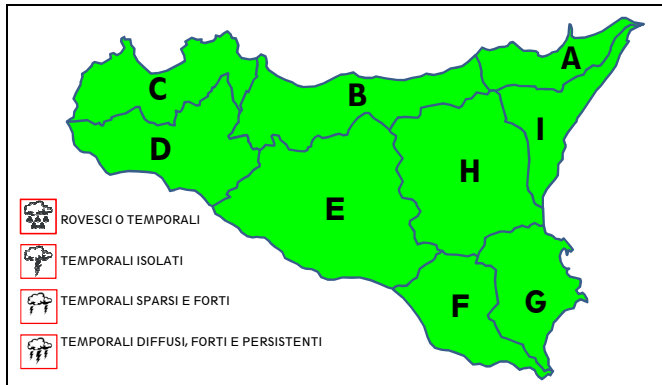 A
C
B
I
D
H
E
ROVESCI O TEMPORALI
TEMPORALI ISOLATI
TEMPORALI SPARSI E FORTI
F
G
TEMPORALI DIFFUSI, FORTI E PERSISTENTI